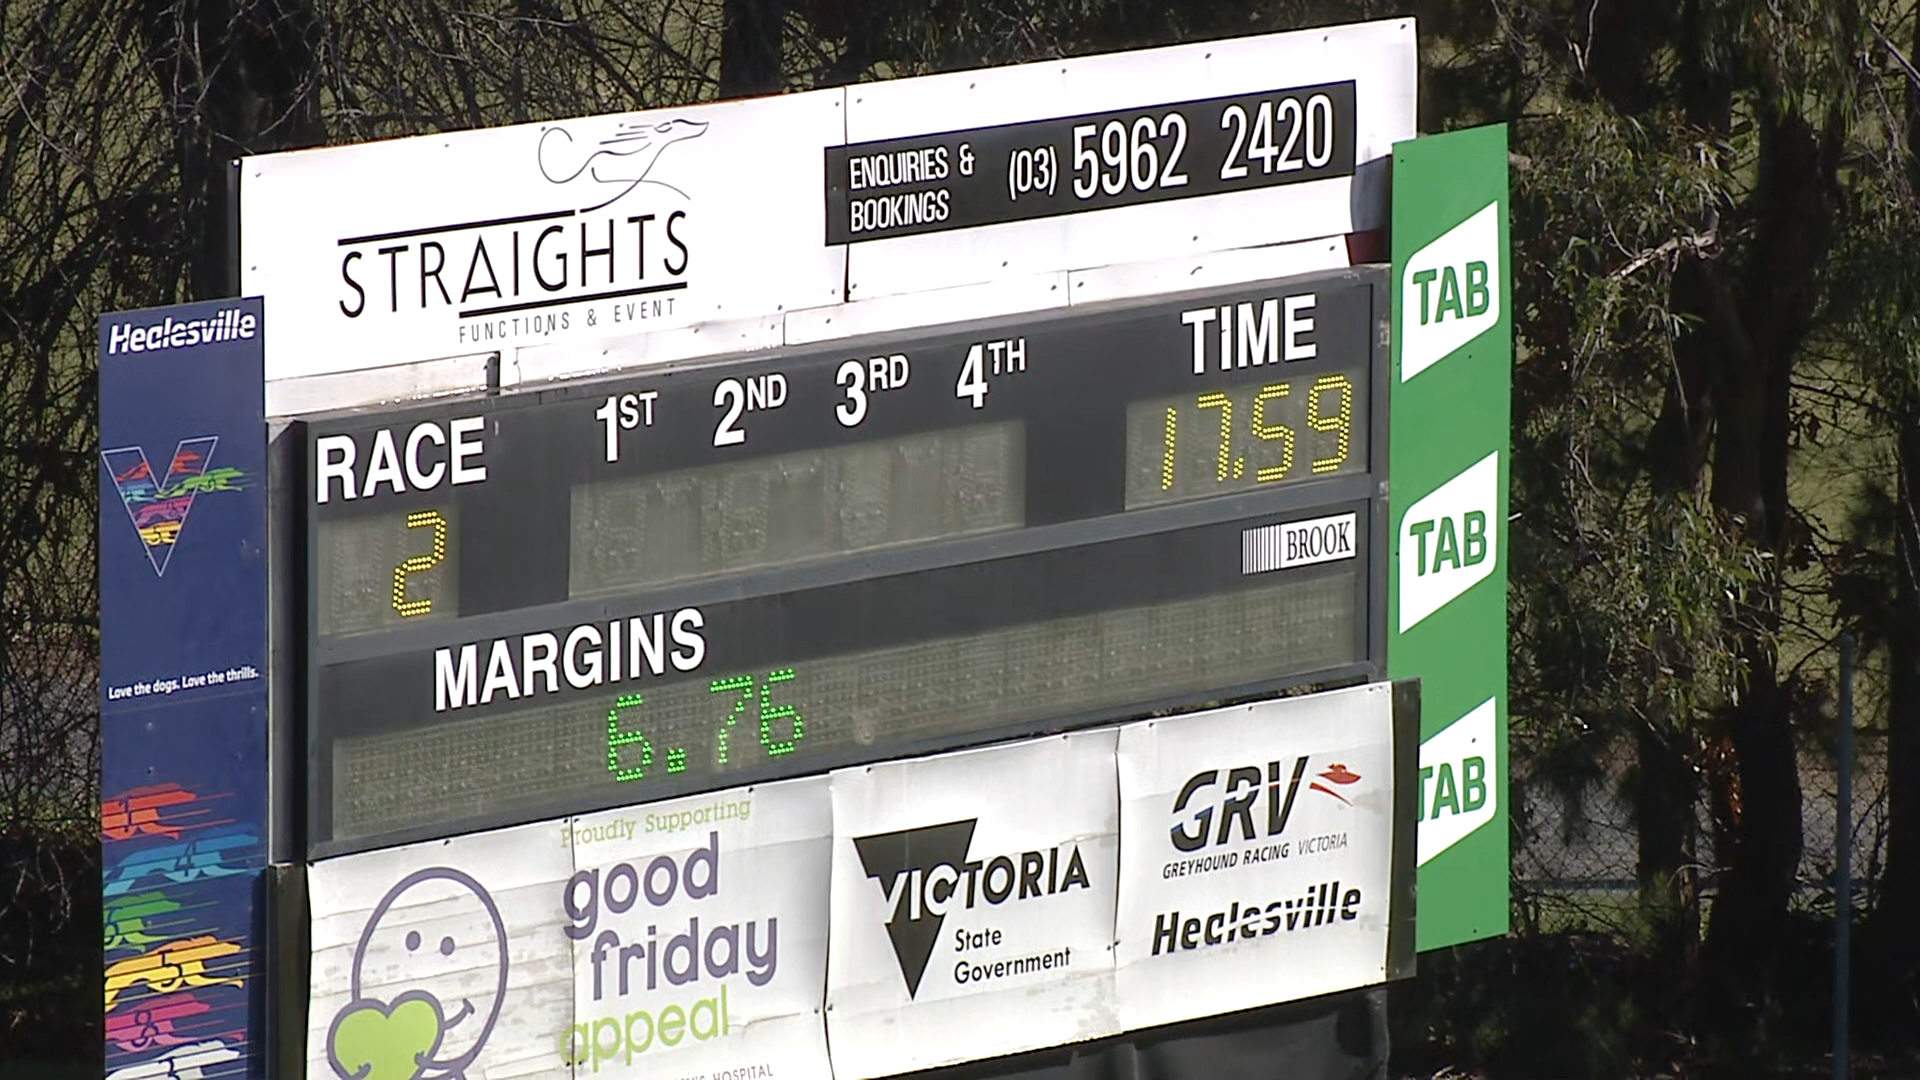 STRAIGHTS
FUNCTIONS & EVENT
ENQUIRIES &
BOOKINGS
(03) 5962 2420
Healesville
Love the dogs. Love the thrills.
RACE
1ST 2ND 3RD 4TH
TIME
2
17.59
BROOK
MARGINS
6.76
TAB
TAB
TAB
Proudly Supporting
good
friday
appeal
HOSPITAL
VICTORIA
State
Government
GRV
GREYHOUND RACING VICTORIA
Healesville